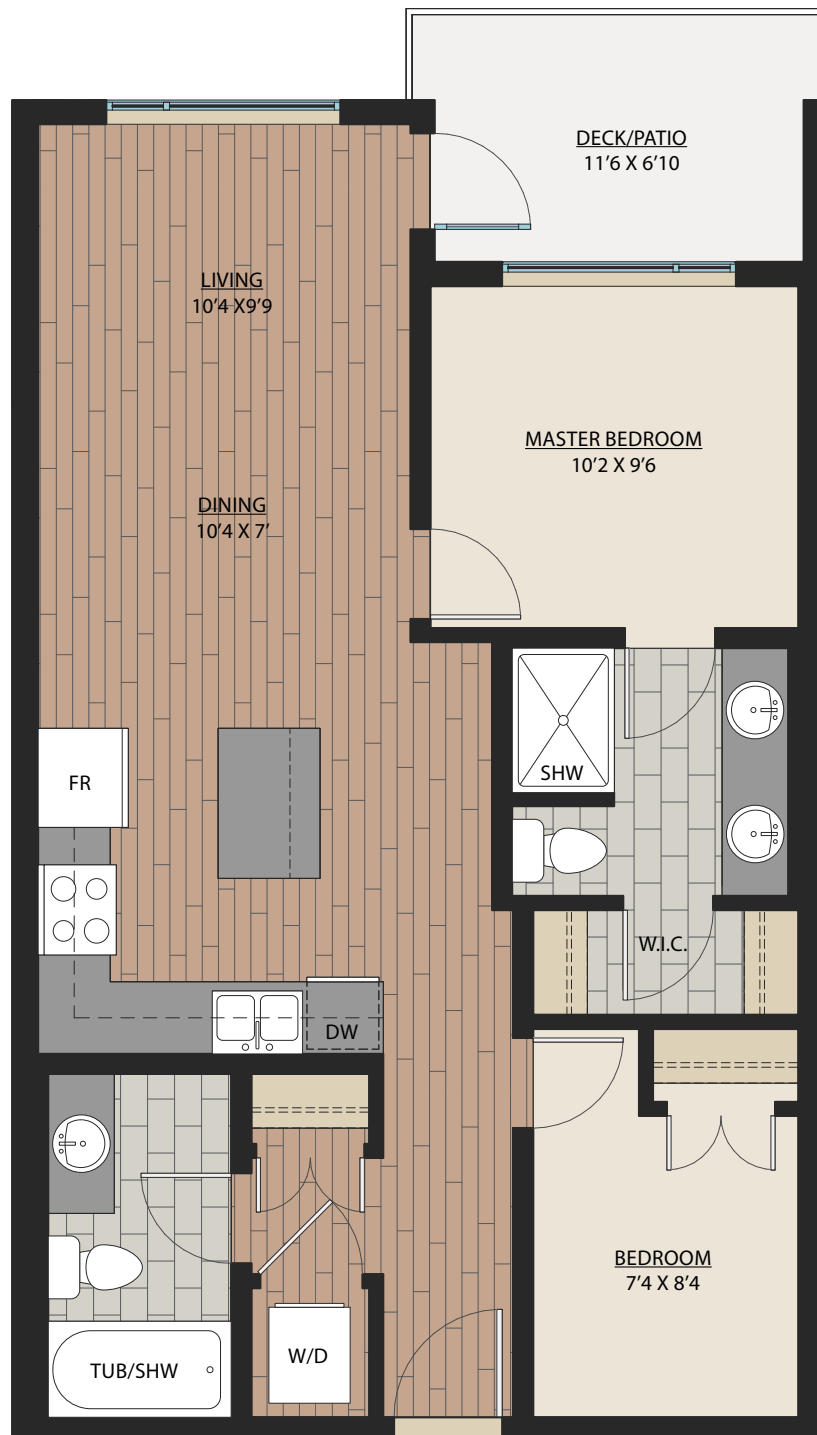 DECK/PATIO
11'6 X 6'10
LIVING
10'4 X9'9
MASTER BEDROOM
10'2 X 9'6
DINING
10'4 X 7'
FR
SHW
W.I.C.
DW
BEDROOM
7'4 X 8'4
W/D
TUB/SHW